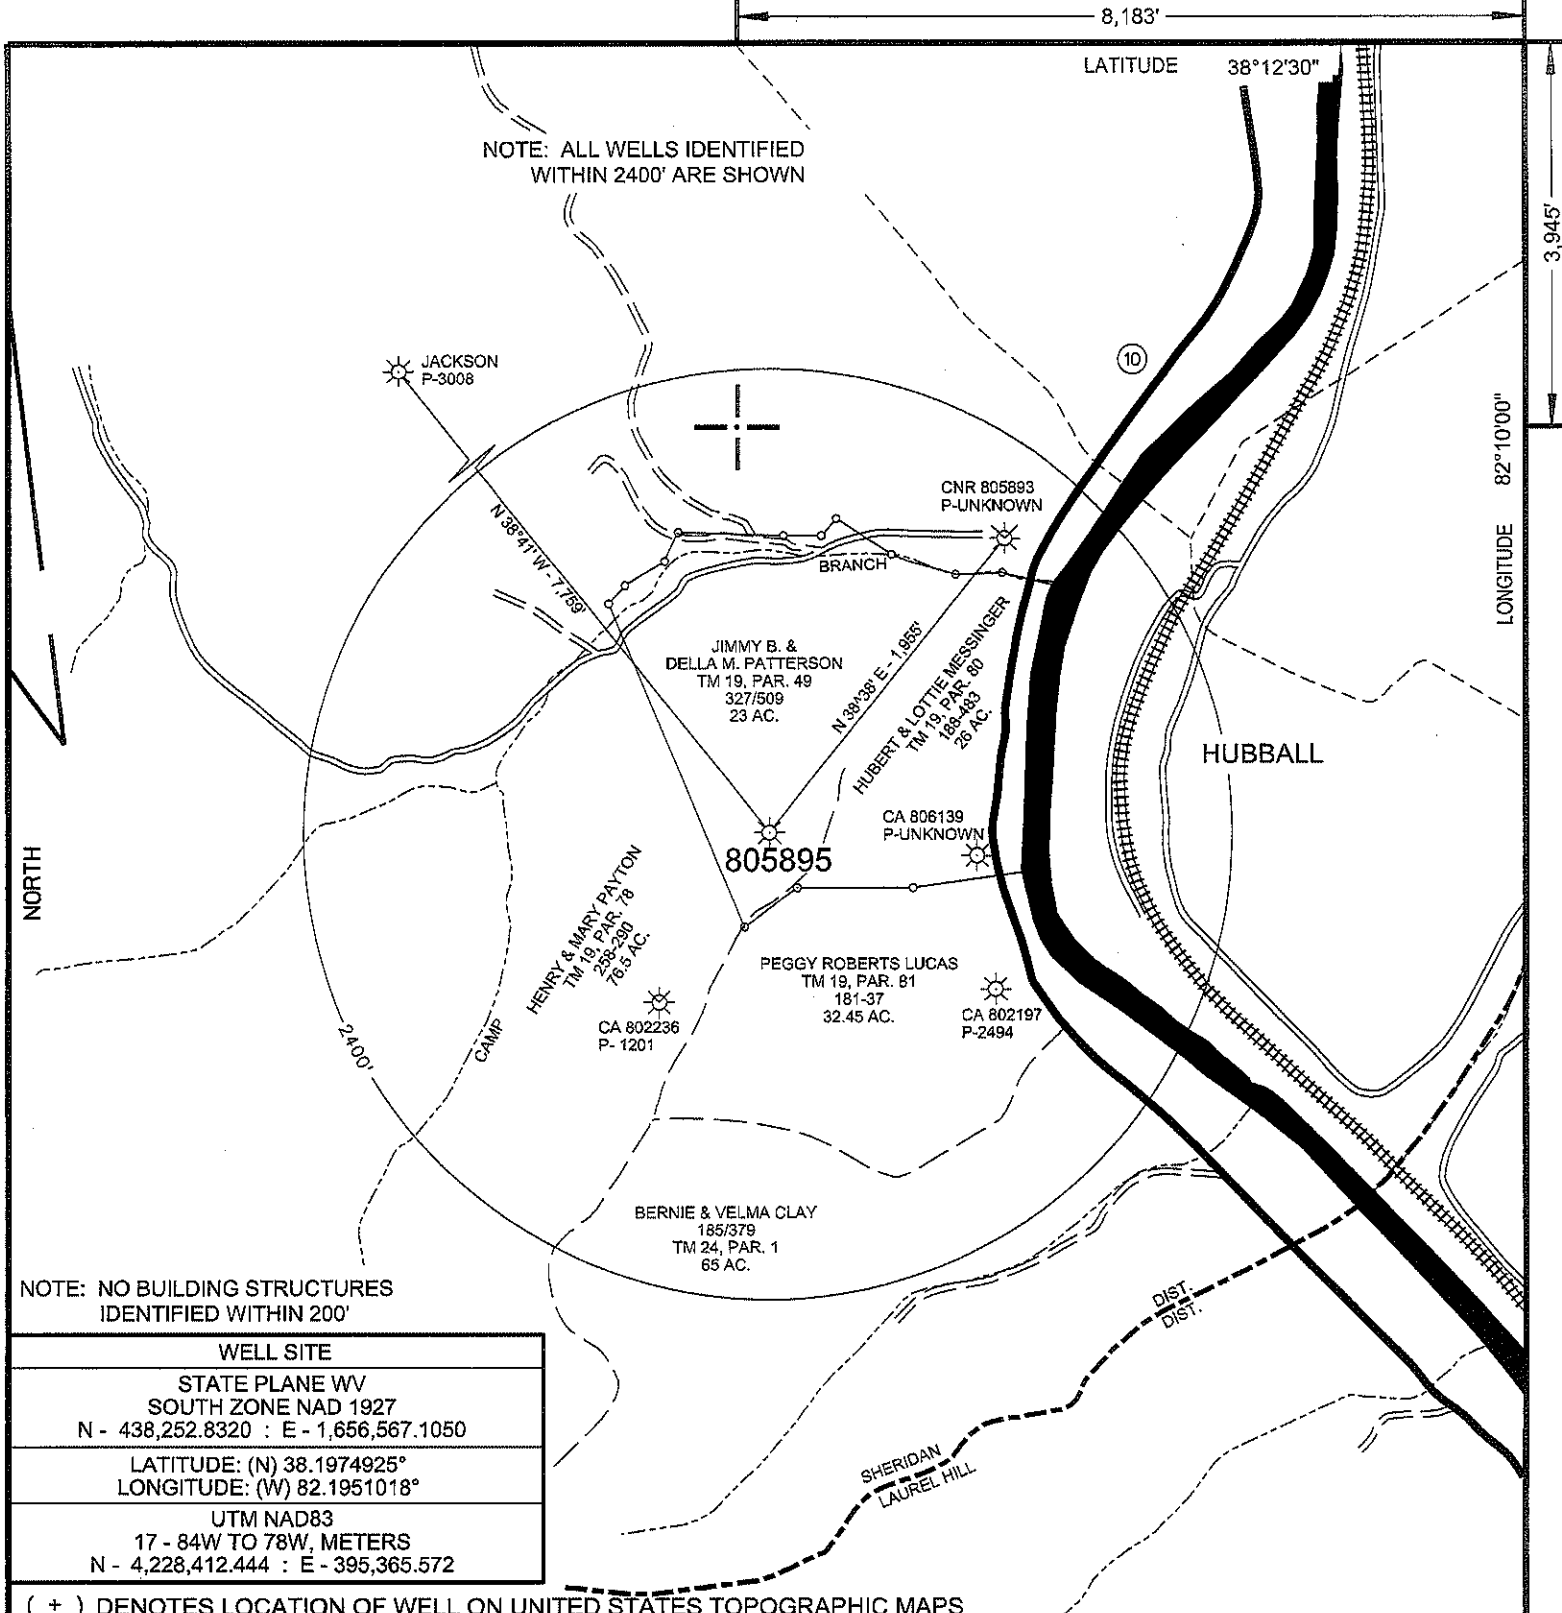 8,183'
LATITUDE 38°12'30"
3,945'
NOTE: ALL WELLS IDENTIFIED
WITHIN 2400' ARE SHOWN
JACKSON
P-3008
10
LONGITUDE 82°10'00"
CNR 805893
P-UNKNOWN
N 38°41' W - 7,759'
BRANCH
JIMMY B. &
DELLA M. PATTERSON
TM 19, PAR. 49
327/509
23 AC.
N 38°38' E - 1,955'
HUBERT & LOTTIE MESSINGER
TM 19, PAR. 80
188-483
26 AC.
HUBBALL
CA 806139
P-UNKNOWN
805895
NORTH
HENRY & MARY PAYTON
TM 19, PAR. 78
258-290
76.5 AC.
PEGGY ROBERTS LUCAS
TM 19, PAR. 81
181-37
32.45 AC.
CA 802236
P- 1201
CA 802197
P-2494
2400'
CAMP
BERNIE & VELMA CLAY
185/379
TM 24, PAR. 1
65 AC.
NOTE: NO BUILDING STRUCTURES
IDENTIFIED WITHIN 200'
DIST.
DIST.
SHERIDAN
LAUREL HILL
WELL SITE
STATE PLANE WV
SOUTH ZONE NAD 1927
N - 438,252.8320 : E - 1,656,567.1050
LATITUDE: (N) 38.1974925°
LONGITUDE: (W) 82.1951018°
UTM NAD83
17 - 84W TO 78W, METERS
N - 4,228,412.444 : E - 395,365.572
( + ) DENOTES LOCATION OF WELL ON UNITED STATES TOPOGRAPHIC MAPS